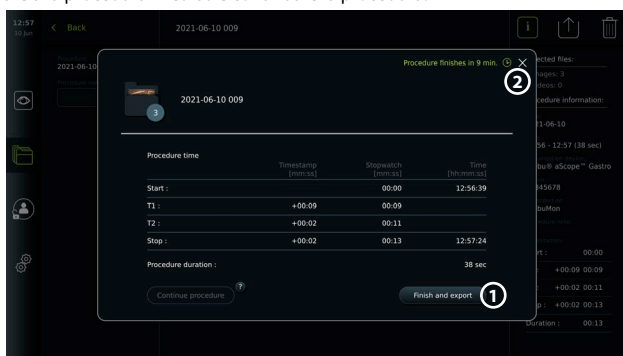 12:57
10 Jun
Back
2021-06-10 009
i
ected files:
ages: 3
deos: 0
cedure information:
2021-06-10
1-06-10
56 - 12:57 (38 sec)
bu® aScope™ Gastro
345678
buMon
rt : 00:00
+00:09 00:09
+00:02 00:11
p : +00:02 00:13
Duration : 00:13
Procedure finishes in 9 min.
2
3
2021-06-10 009
Procedure time
Timestamp Stopwatch Time
[mm:ss] [mm:ss] [hh:mm:ss]
Start : 00:00 12:56:39
T1 : +00:09 00:09
T2 : +00:02 00:11
Stop : +00:02 00:13 12:57:24
Procedure duration : 38 sec
Continue procedure ?
Finish and export 1